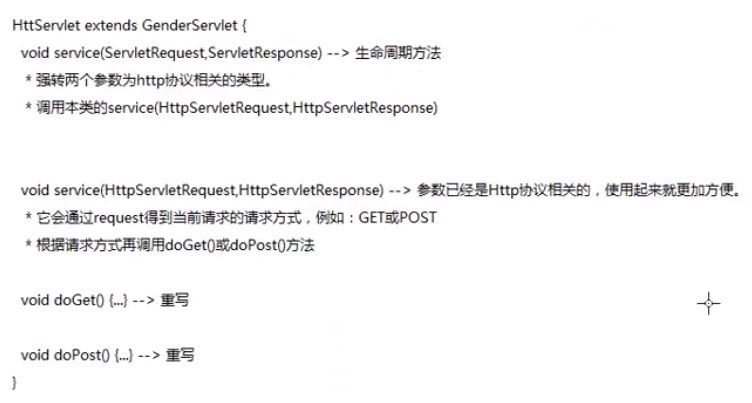 HttServlet extends GenderServlet {
void service(ServletRequest,ServletResponse) --> 生命周期方法
* 强转两个参数为http协议相关的类型。
* 调用本类的service(HttpServletRequest,HttpServletResponse)
void service(HttpServletRequest,HttpServletResponse) --> 参数已经是Http协议相关的，使用起来就更加方便。
* 它会通过request得到当前请求的请求方式，例如：GET或POST
* 根据请求方式再调用doGet()或doPost()方法
void doGet() {...} --> 重写
void doPost() {...} --> 重写
}